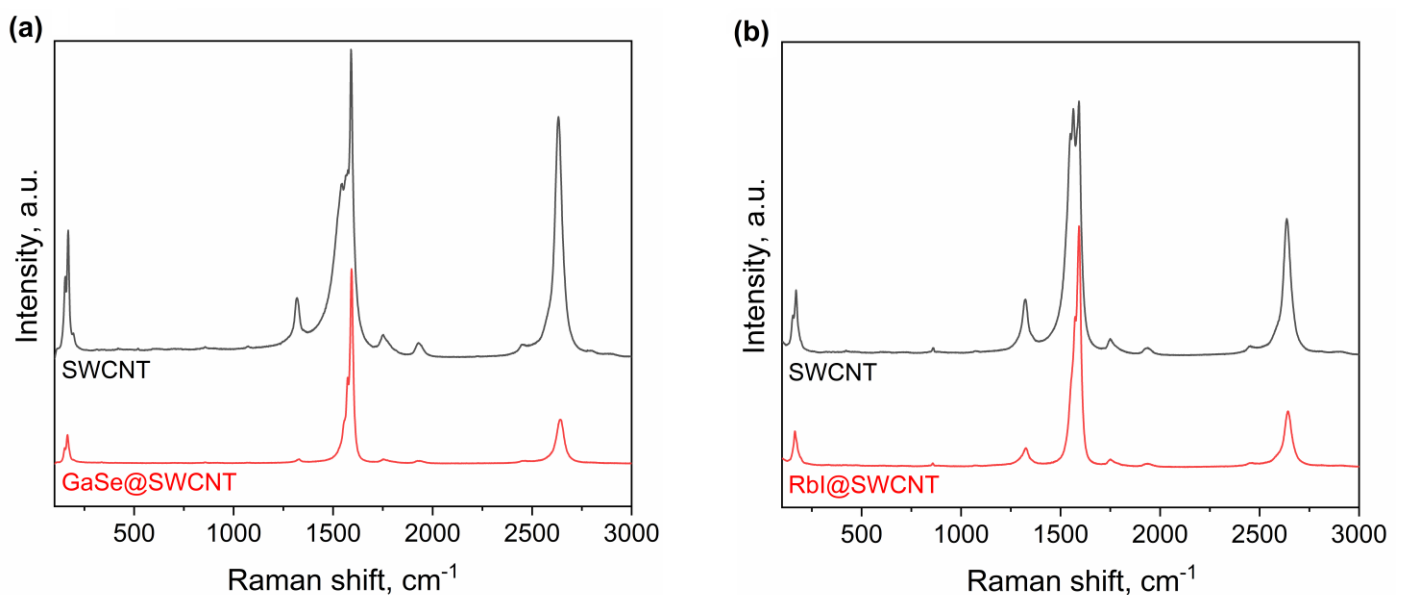 (a)
Intensity, a.u.
SWCNT
GaSe@SWCNT
500 1000 1500 2000 2500 3000
Raman shift, cm⁻¹
(b)
Intensity, a.u.
SWCNT
RbI@SWCNT
500 1000 1500 2000 2500 3000
Raman shift, cm⁻¹